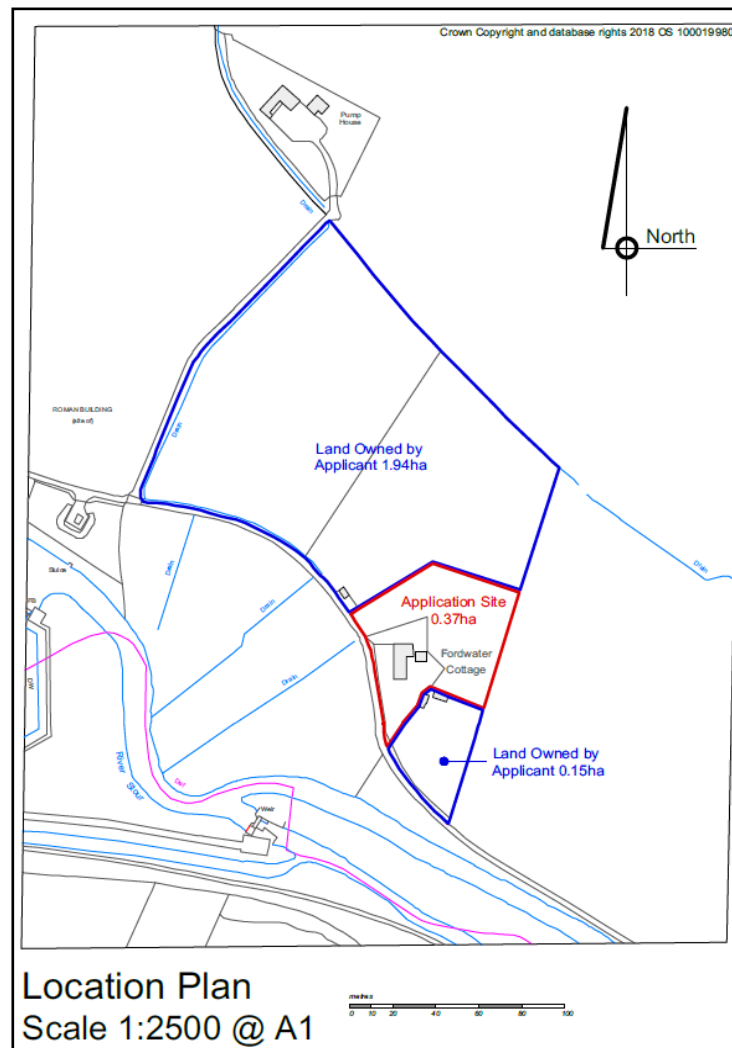 Crown Copyright and database rights 2018 OS 100019980
Pump
House
North
Drain
ROMAN BUILDING
(site of)
Drain
Land Owned by
Applicant 1.94ha
Drain
Sluice
Drain
Drain
Application Site
0.37ha
Fordwater
Cottage
Drain
Land Owned by
Applicant 0.15ha
River Stour
Def
Weir
Location Plan
Scale 1:2500 @ A1
metres
0 10 20 40 60 80 100